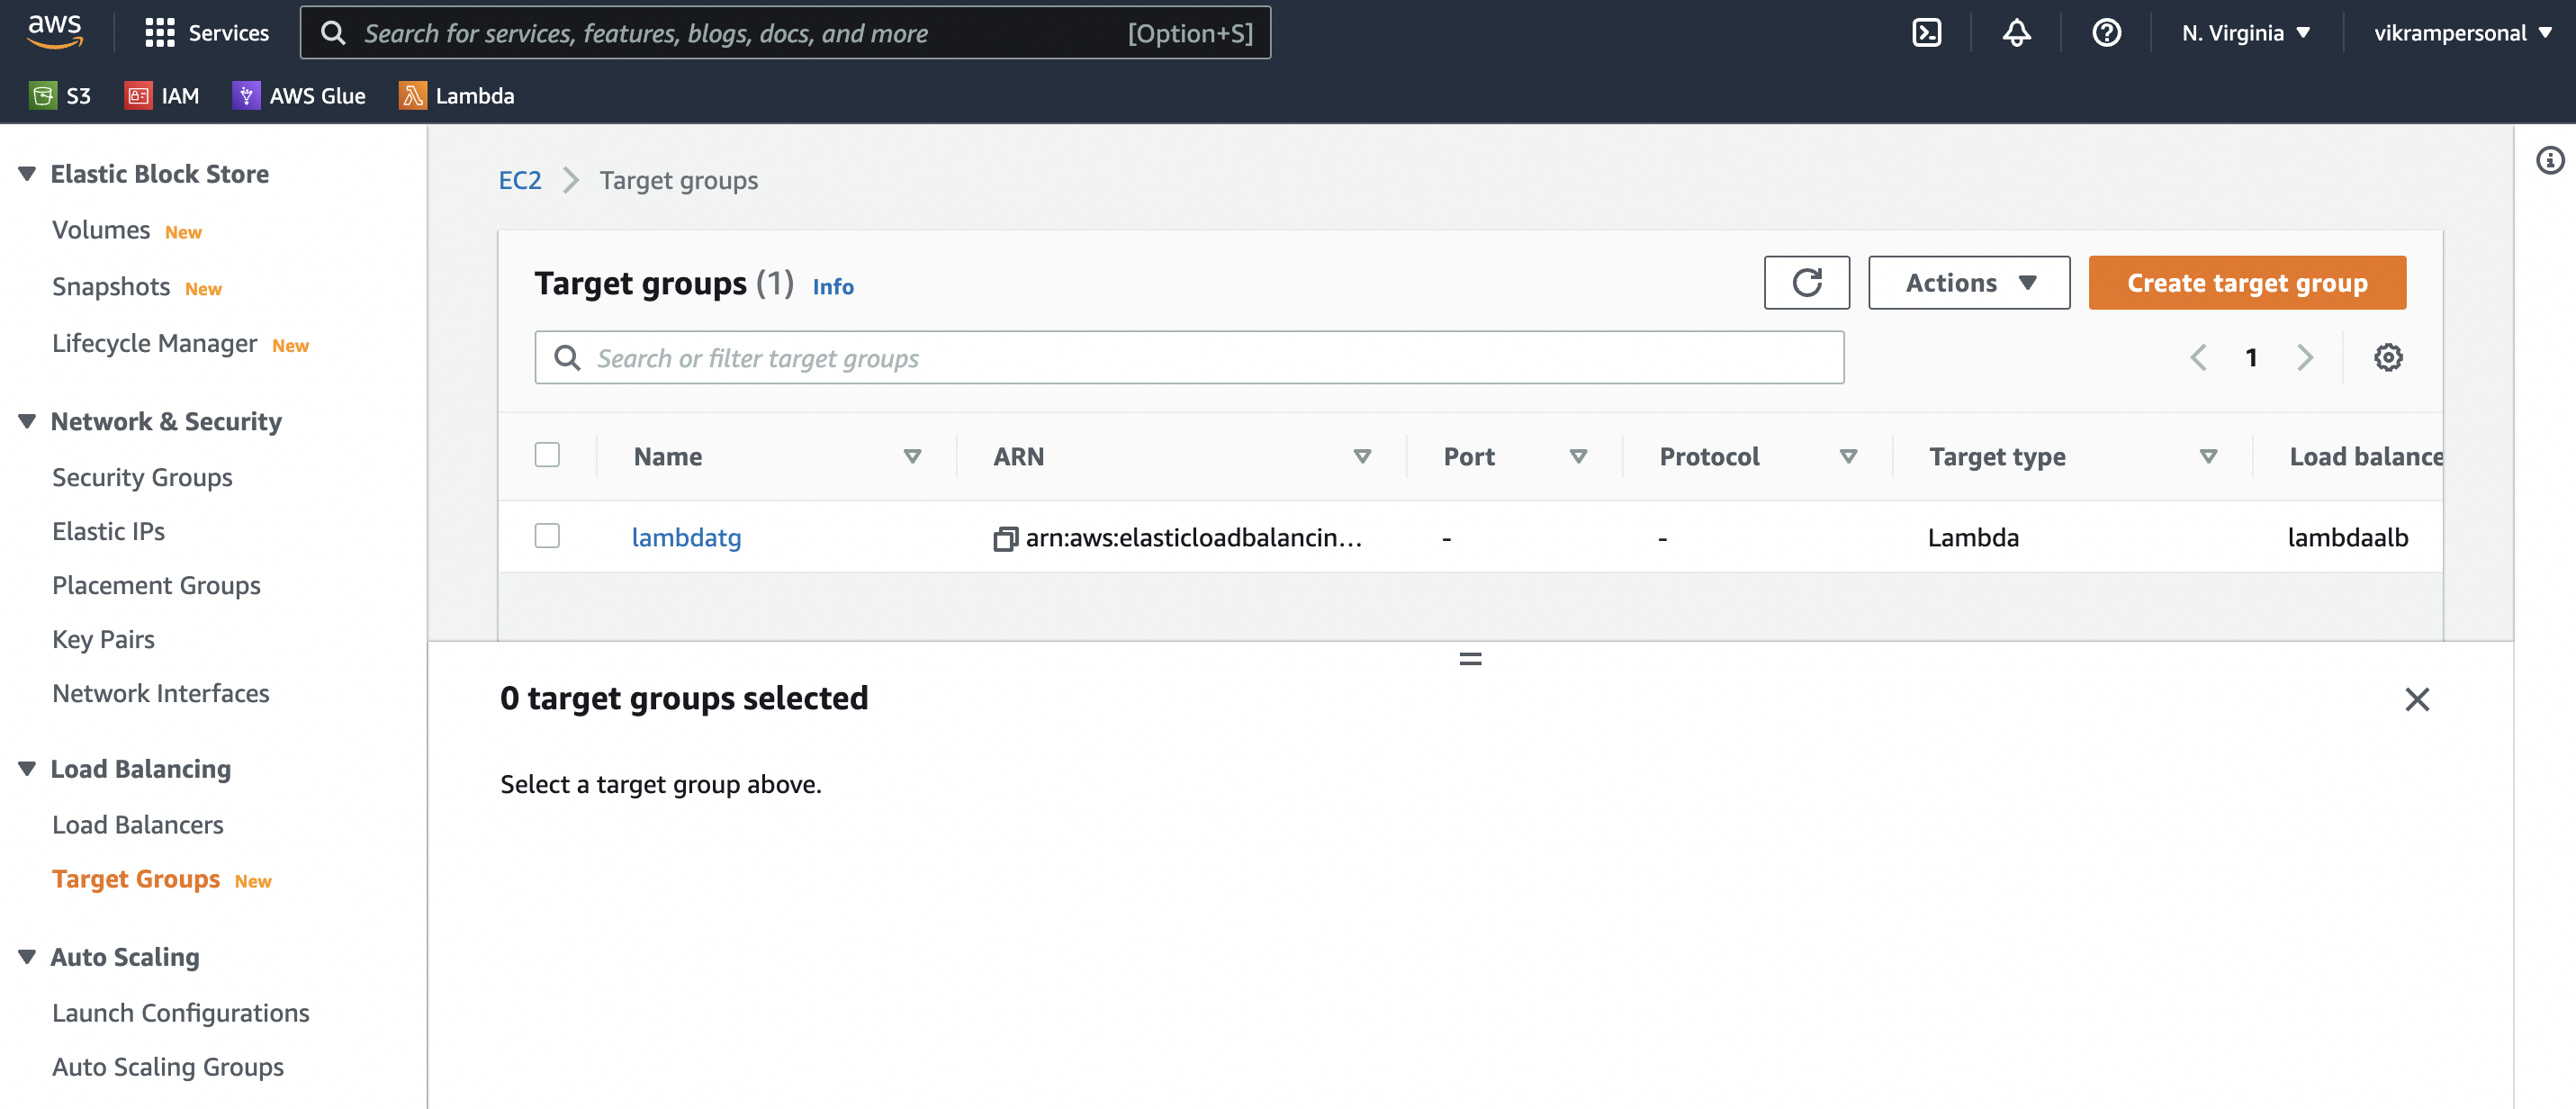 aws
Services
Search for services, features, blogs, docs, and more
[Option+S]
N. Virginia
vikrampersonal
S3
IAM
AWS Glue
Lambda
Elastic Block Store
Volumes New
Snapshots New
Lifecycle Manager New
Network & Security
Security Groups
Elastic IPs
Placement Groups
Key Pairs
Network Interfaces
Load Balancing
Load Balancers
Target Groups New
Auto Scaling
Launch Configurations
Auto Scaling Groups
EC2 > Target groups
Target groups (1) Info
Actions
Create target group
Search or filter target groups
1
Name ARN Port Protocol Target type Load balance
lambdatg arn:aws:elasticloadbalancin... - - Lambda lambdaalb
0 target groups selected
Select a target group above.